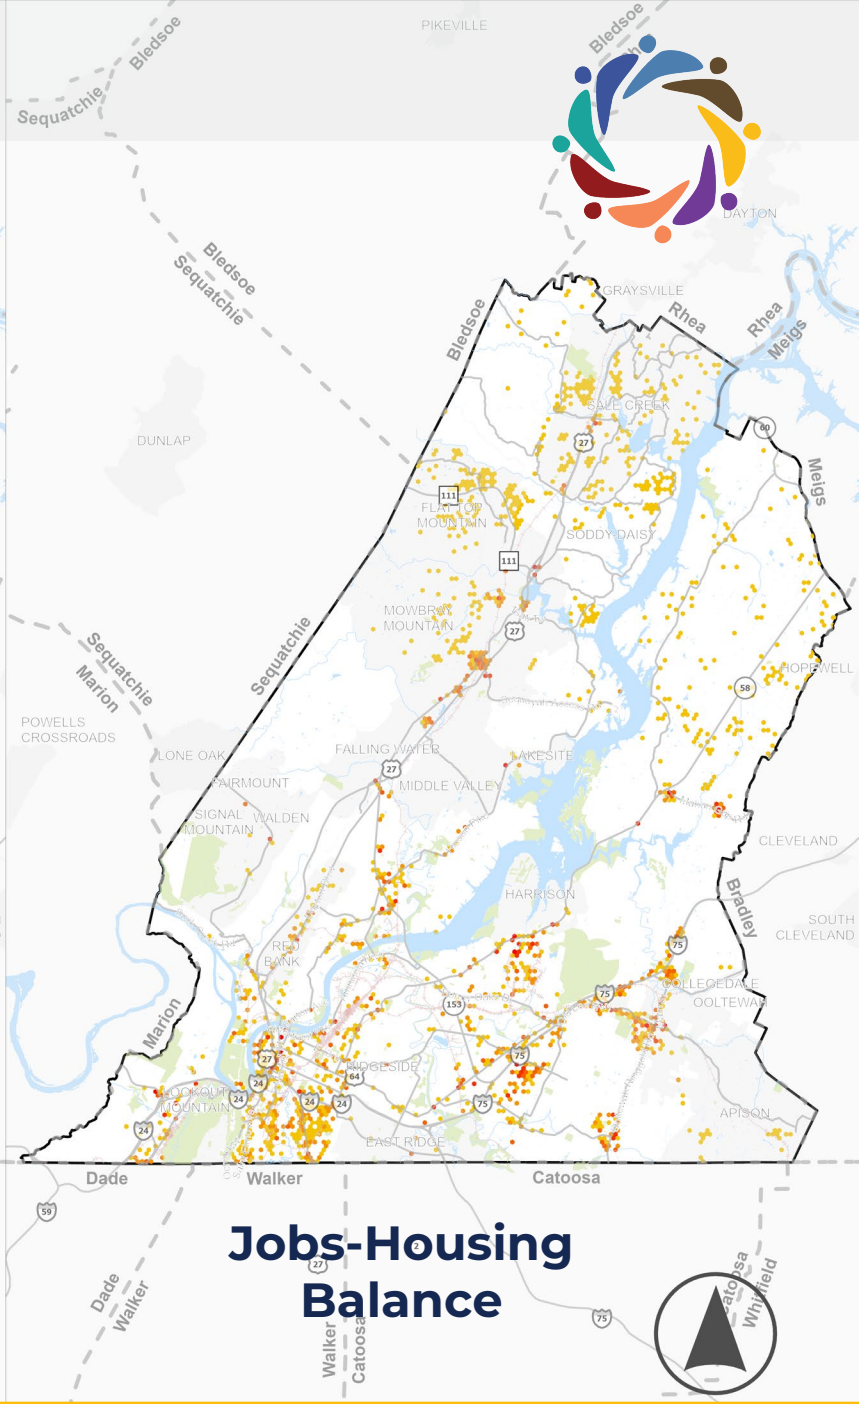 PIKEVILLE
Bledsoe
Bledsoe
Sequatchie
DAYTON
Bledsoe
Sequatchie
GRAYSVILLE
Rhea
Rhea
Meigs
Bledsoe
DUNLAP
SALE CREEK
27
60
Meigs
111
FLAT TOP
MOUNTAIN
SODDY-DAISY
111
MOWBRAY
MOUNTAIN
27
Sequatchie
Sequatchie
Marion
HOPEWELL
58
POWELLS
CROSSROADS
LONE OAK
FALLING WATER
LAKESITE
27
FAIRMOUNT
MIDDLE VALLEY
SIGNAL
MOUNTAIN
WALDEN
CLEVELAND
HARRISON
Bradley
SOUTH
CLEVELAND
RED
BANK
75
COLLEGEDALE
75
OOLTEWAH
153
Marion
27
75
RIDGESIDE
64
24
LOOKOUT
MOUNTAIN
24
24
24
75
24
APISON
EAST RIDGE
Dade
Walker
Catoosa
59
Jobs-Housing
Balance
2
27
75
Dade
Walker
Walker
Catoosa
Catoosa
Whitfield